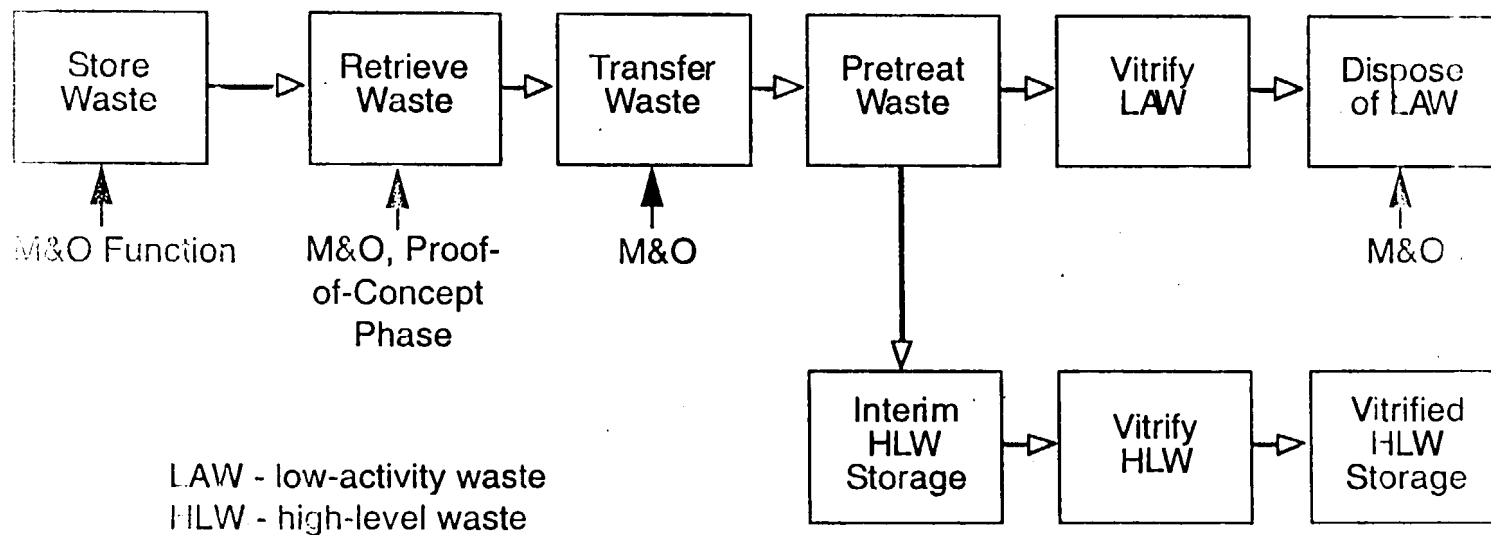 Store
Waste
Retrieve
Waste
Transfer
Waste
Pretreat
Waste
Vitrify
LAW
Dispose
of LAW
M&O Function
M&O, Proof-
of-Concept
Phase
M&O
M&O
Interim
HLW
Storage
Vitrify
HLW
Vitrified
HLW
Storage
LAW - low-activity waste
HLW - high-level waste